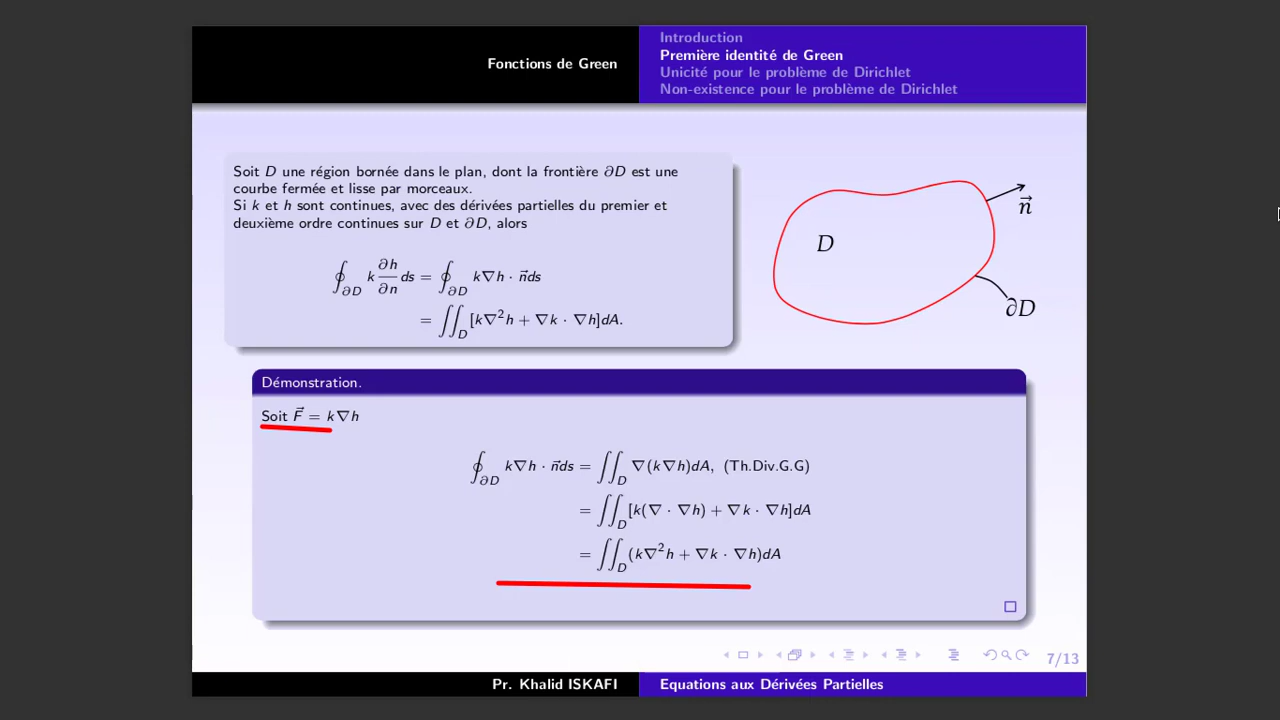 Fonctions de Green
Introduction
Première identité de Green
Unicité pour le problème de Dirichlet
Non-existence pour le problème de Dirichlet
Soit D une région bornée dans le plan, dont la frontière ∂D est une
courbe fermée et lisse par morceaux.
Si k et h sont continues, avec des dérivées partielles du premier et
deuxième ordre continues sur D et ∂D, alors
∮_∂D k ∂h/∂n ds = ∮_∂D k∇h · n⃗ds
= ∬_D [k∇²h + ∇k · ∇h]dA.
D
n⃗
∂D
Démonstration.
Soit F⃗ = k∇h
∮_∂D k∇h · n⃗ds = ∬_D ∇(k∇h)dA, (Th.Div.G.G)
= ∬_D [k(∇ · ∇h) + ∇k · ∇h]dA
= ∬_D (k∇²h + ∇k · ∇h)dA
7/13
Pr. Khalid ISKAFI
Equations aux Dérivées Partielles